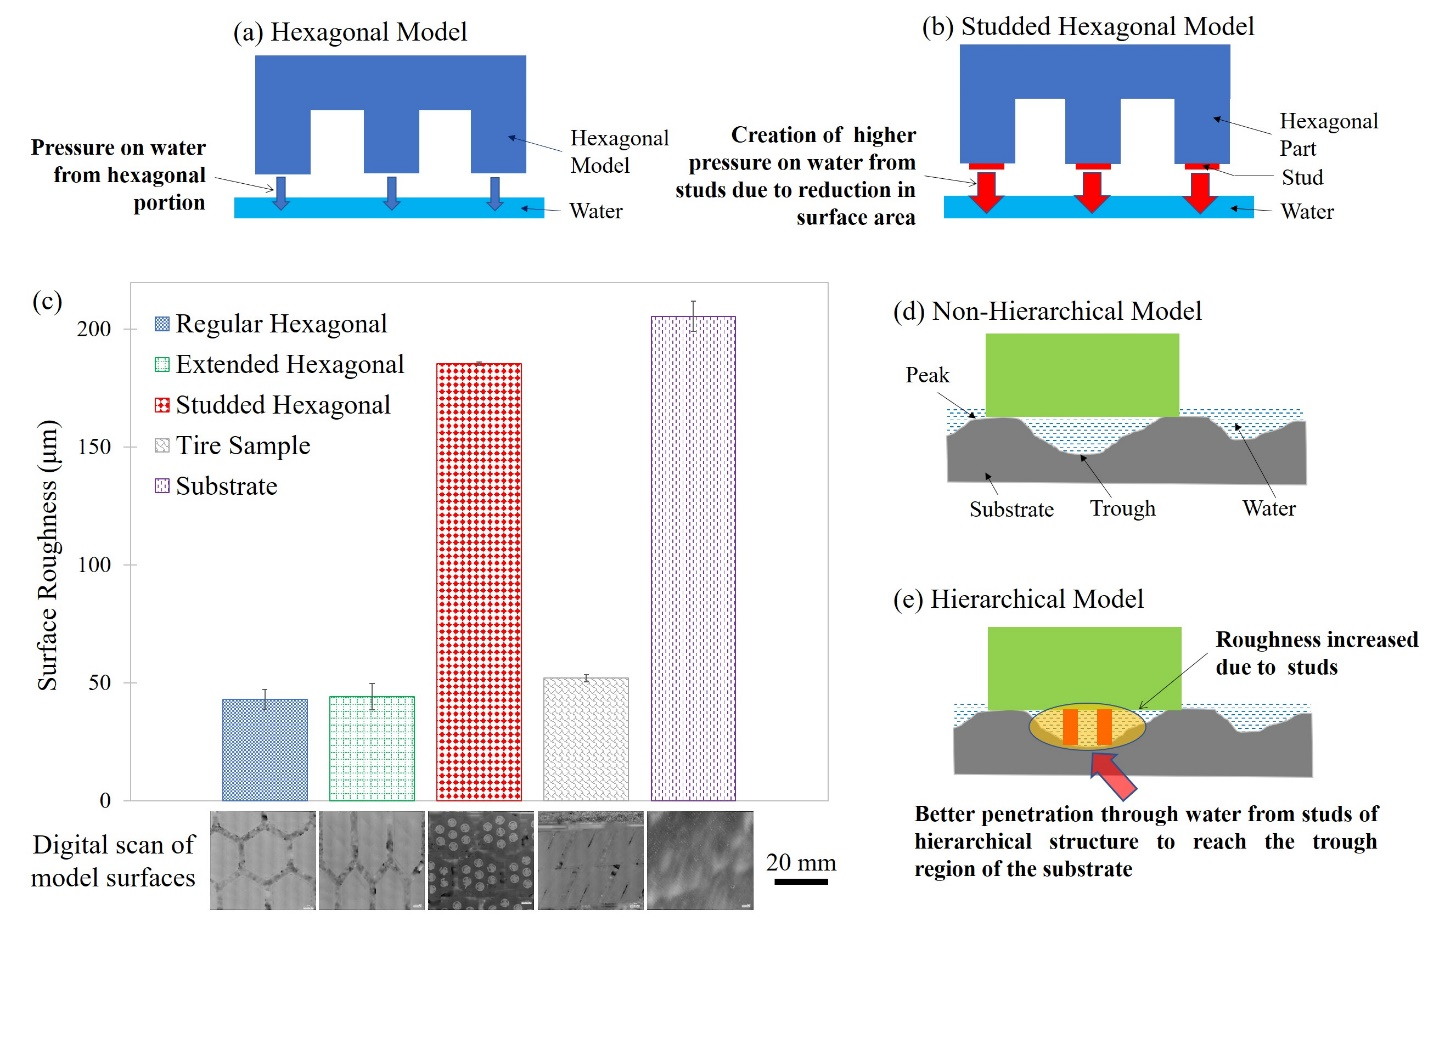 (a) Hexagonal Model
Pressure on water
from hexagonal
portion
Hexagonal
Model
Water
(b) Studded Hexagonal Model
Creation of higher
pressure on water from
studs due to reduction in
surface area
Hexagonal
Part
Stud
Water
(c)
Surface Roughness (μm)
200
150
100
50
0
Regular Hexagonal
Extended Hexagonal
Studded Hexagonal
Tire Sample
Substrate
Digital scan of
model surfaces
20 mm
(d) Non-Hierarchical Model
Peak
Substrate
Trough
Water
(e) Hierarchical Model
Roughness increased
due to studs
Better penetration through water from studs of
hierarchical structure to reach the trough
region of the substrate